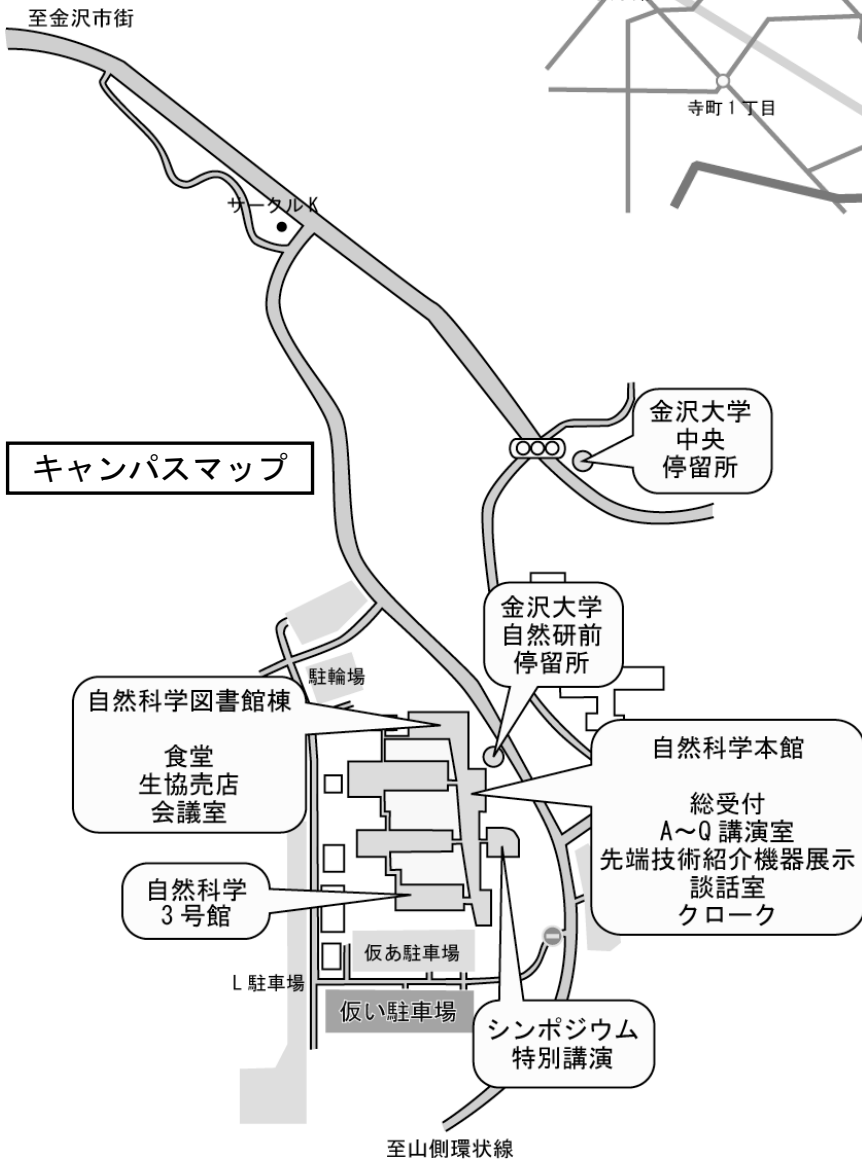 至金沢市街
寺町1丁目
サークルK
金沢大学
中央
停留所
キャンパスマップ
金沢大学
自然研前
停留所
駐輪場
自然科学図書館棟
食堂
生協売店
会議室
自然科学本館
総受付
A～Q講演室
先端技術紹介機器展示
談話室
クローク
自然科学
3号館
仮あ駐車場
L駐車場
仮い駐車場
シンポジウム
特別講演
至山側環状線